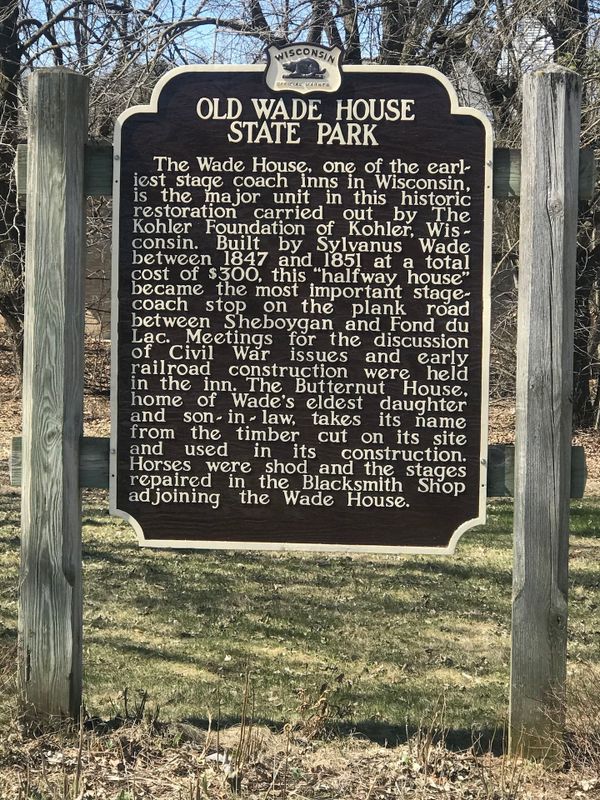 WISCONSIN
OFFICIAL MARKER
OLD WADE HOUSE
STATE PARK
The Wade House, one of the earl-
iest stage coach inns in Wisconsin,
is the major unit in this historic
restoration carried out by The
Kohler Foundation of Kohler, Wis-
consin. Built by Sylvanus Wade
between 1847 and 1851 at a total
cost of $300, this "halfway house"
became the most important stage-
coach stop on the plank road
between Sheboygan and Fond du
Lac. Meetings for the discussion
of Civil War issues and early
railroad construction were held
in the inn. The Butternut House,
home of Wade's eldest daughter
and son-in-law, takes its name
from the timber cut on its site
and used in its construction.
Horses were shod and the stages
repaired in the Blacksmith Shop
adjoining the Wade House.